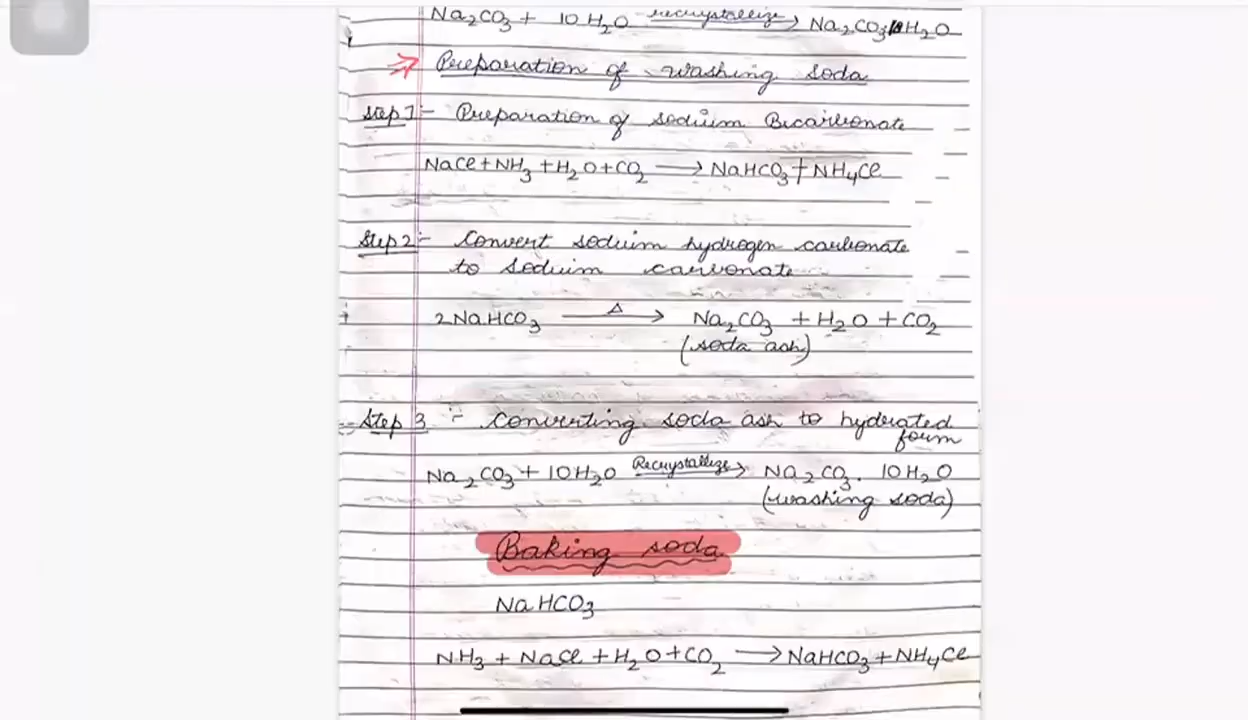 Na₂CO₃ + 10 H₂O recrystallize → Na₂CO₃.10H₂O
→ Preparation of washing soda
Step 1:- Preparation of sodium Bicarbonate
NaCl + NH₃ + H₂O + CO₂ → NaHCO₃ + NH₄Cl
Step 2:- Convert sodium hydrogen carbonate
to sodium carbonate
2NaHCO₃ Δ → Na₂CO₃ + H₂O + CO₂
(soda ash)
Step 3 :- Converting soda ash to hydrated
form
Na₂CO₃ + 10H₂O Recrystallize → Na₂CO₃. 10H₂O
(washing soda)
Baking soda
NaHCO₃
NH₃ + NaCl + H₂O + CO₂ → NaHCO₃ + NH₄Cl